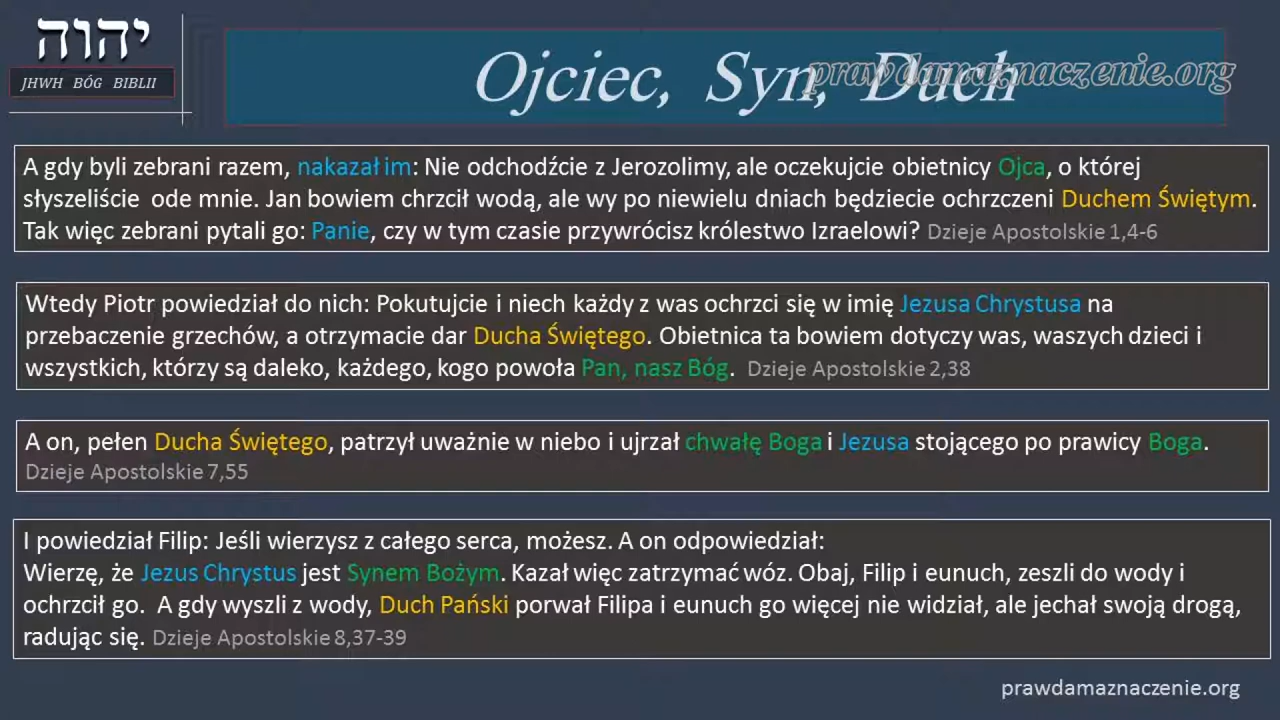 יהוה
JHWH BÓG BIBLII
Ojciec, Syn, Duch
prawdamaznaczenie.org
A gdy byli zebrani razem, nakazał im: Nie odchodźcie z Jerozolimy, ale oczekujcie obietnicy Ojca, o której
słyszeliście ode mnie. Jan bowiem chrzcił wodą, ale wy po niewielu dniach będziecie ochrzczeni Duchem Świętym.
Tak więc zebrani pytali go: Panie, czy w tym czasie przywrócisz królestwo Izraelowi? Dzieje Apostolskie 1,4-6
Wtedy Piotr powiedział do nich: Pokutujcie i niech każdy z was ochrzci się w imię Jezusa Chrystusa na
przebaczenie grzechów, a otrzymacie dar Ducha Świętego. Obietnica ta bowiem dotyczy was, waszych dzieci i
wszystkich, którzy są daleko, każdego, kogo powoła Pan, nasz Bóg. Dzieje Apostolskie 2,38
A on, pełen Ducha Świętego, patrzył uważnie w niebo i ujrzał chwałę Boga i Jezusa stojącego po prawicy Boga.
Dzieje Apostolskie 7,55
I powiedział Filip: Jeśli wierzysz z całego serca, możesz. A on odpowiedział:
Wierzę, że Jezus Chrystus jest Synem Bożym. Kazał więc zatrzymać wóz. Obaj, Filip i eunuch, zeszli do wody i
ochrzcił go. A gdy wyszli z wody, Duch Pański porwał Filipa i eunuch go więcej nie widział, ale jechał swoją drogą,
radując się. Dzieje Apostolskie 8,37-39
prawdamaznaczenie.org